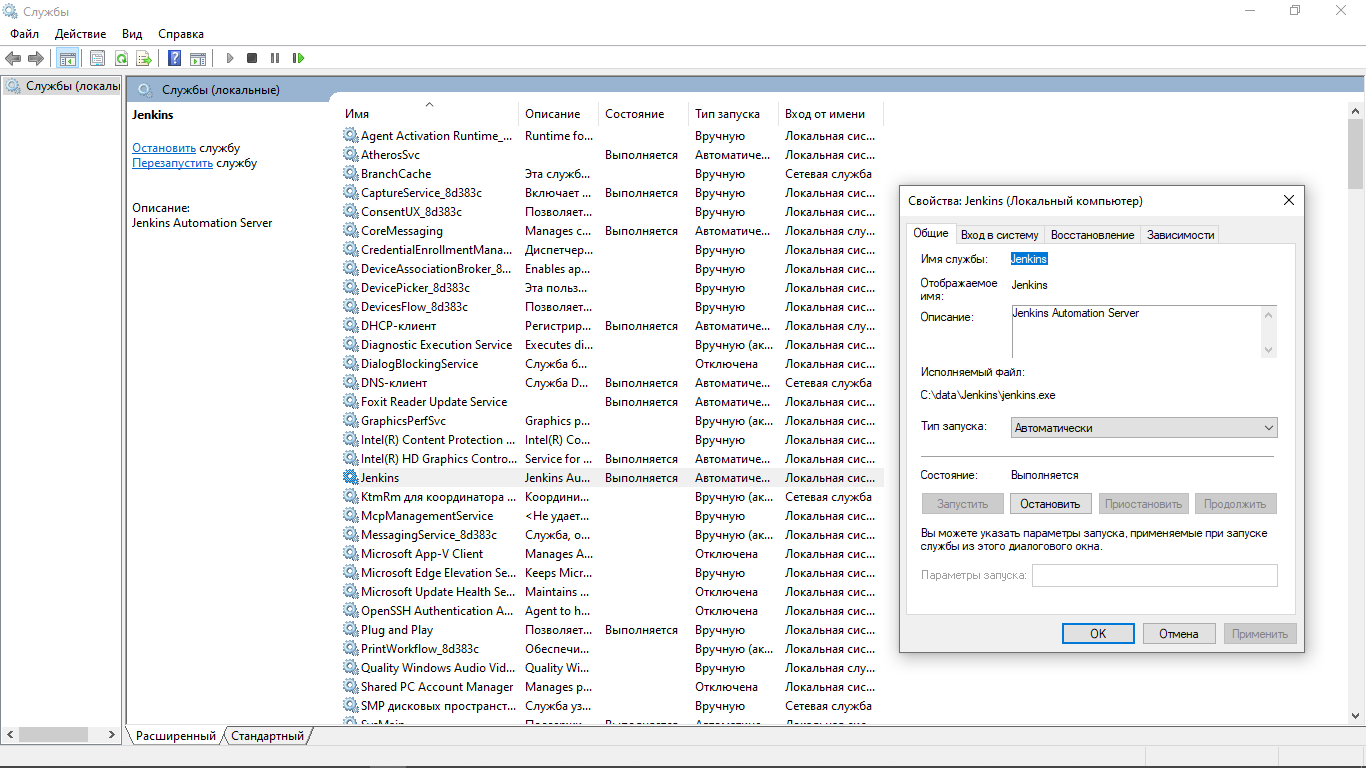 Службы
Файл Действие Вид Справка
Службы (локалы
Службы (локальные)
Jenkins
Остановить службу
Перезапустить службу
Описание:
Jenkins Automation Server
Имя Описание Состояние Тип запуска Вход от имени
Agent Activation Runtime_... Runtime fo... Вручную Локальная сис...
AtherosSvc Выполняется Автоматиче... Локальная сис...
BranchCache Эта служб... Вручную Сетевая служба
CaptureService_8d383c Включает ... Выполняется Вручную Локальная сис...
ConsentUX_8d383c Позволяет... Вручную Локальная сис...
CoreMessaging Manages c... Выполняется Автоматиче... Локальная слу...
CredentialEnrollmentMana... Диспетчер... Вручную Локальная сис...
DeviceAssociationBroker_8... Enables ap... Вручную Локальная сис...
DevicePicker_8d383c Эта польз... Вручную Локальная сис...
DevicesFlow_8d383c Позволяет... Вручную Локальная сис...
DHCP-клиент Регистрир... Выполняется Автоматиче... Локальная слу...
Diagnostic Execution Service Executes di... Вручную (ак... Локальная сис...
DialogBlockingService Служба б... Отключена Локальная сис...
DNS-клиент Служба D... Выполняется Автоматиче... Сетевая служба
Foxit Reader Update Service Выполняется Автоматиче... Локальная сис...
GraphicsPerfSvc Graphics p... Вручную (ак... Локальная сис...
Intel(R) Content Protection ... Intel(R) Co... Вручную Локальная сис...
Intel(R) HD Graphics Contro... Service for ... Выполняется Автоматиче... Локальная сис...
Jenkins Jenkins Au... Выполняется Автоматиче... Локальная сис...
KtmRm для координатора ... Координи... Вручную (ак... Сетевая служба
McpManagementService <Не удает... Вручную Локальная сис...
MessagingService_8d383c Служба, о... Вручную (ак... Локальная сис...
Microsoft App-V Client Manages A... Отключена Локальная сис...
Microsoft Edge Elevation Se... Keeps Micr... Вручную Локальная сис...
Microsoft Update Health Se... Maintains ... Отключена Локальная сис...
OpenSSH Authentication A... Agent to h... Отключена Локальная сис...
Plug and Play Позволяет... Выполняется Вручную Локальная сис...
PrintWorkflow_8d383c Обеспечи... Вручную (ак... Локальная сис...
Quality Windows Audio Vid... Quality Wi... Вручную Локальная слу...
Shared PC Account Manager Manages p... Отключена Локальная сис...
SMP дисковых пространст... Служба уз... Вручную Сетевая служба
Расширенный Стандартный
Свойства: Jenkins (Локальный компьютер)
Общие Вход в систему Восстановление Зависимости
Имя службы: Jenkins
Отображаемое
имя: Jenkins
Описание: Jenkins Automation Server
Исполняемый файл:
C:\data\Jenkins\jenkins.exe
Тип запуска: Автоматически
Состояние: Выполняется
Запустить Остановить Приостановить Продолжить
Вы можете указать параметры запуска, применяемые при запуске
службы из этого диалогового окна.
Параметры запуска:
OK Отмена Применить